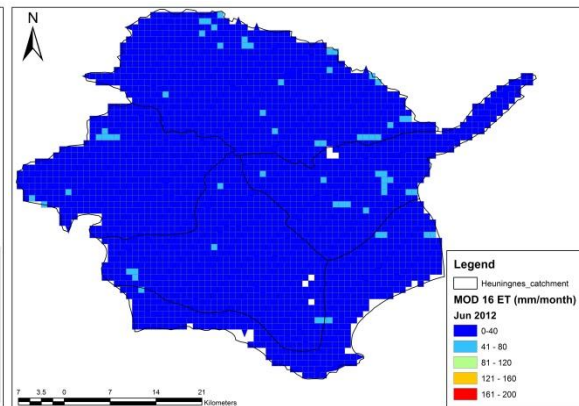 N
Legend
Heuningnes_catchment
MOD 16 ET (mm/month)
Jun 2012
0-40
41 - 80
81 - 120
121 - 160
161 - 200
7 3.5 0 7 14 21
Kilometers